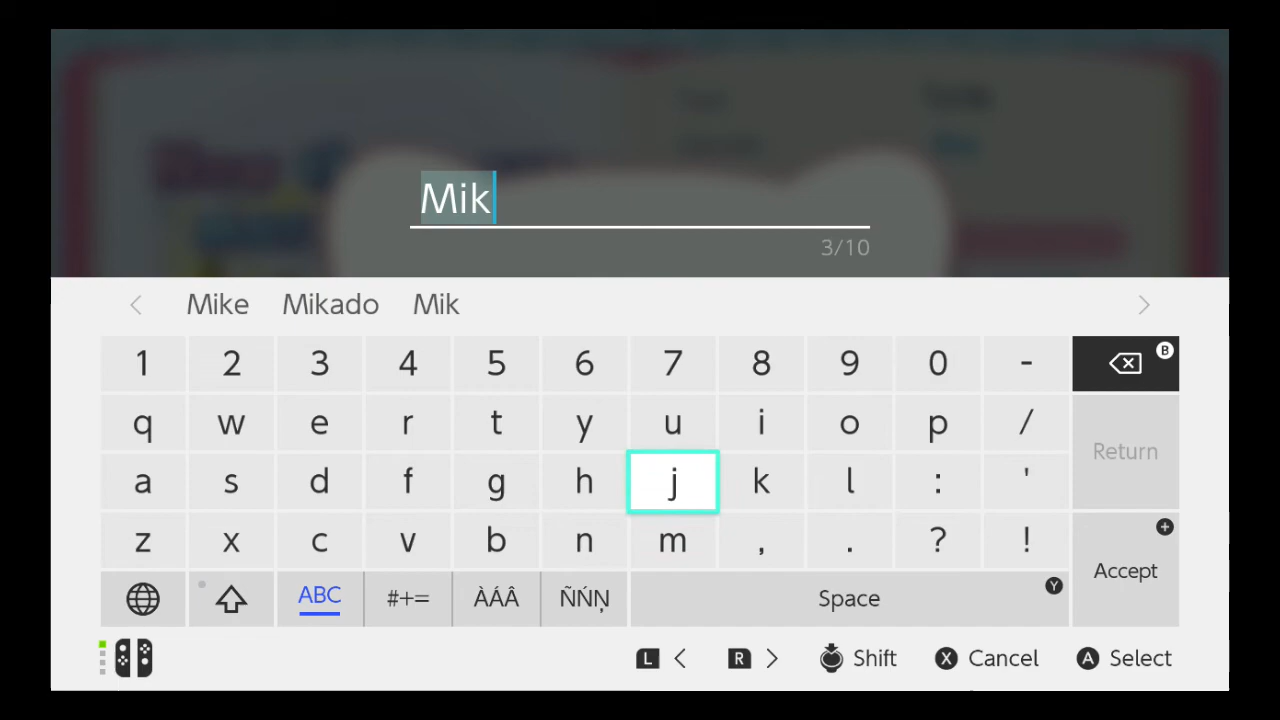 Mik
3/10
< Mike Mikado Mik >
1 2 3 4 5 6 7 8 9 0 - B
q w e r t y u i o p / Return
a s d f g h j k l : '
z x c v b n m , . ? ! + Accept
ABC #+= ÀÁÂ ÑŃŅ Space Y
L < R > Shift X Cancel A Select